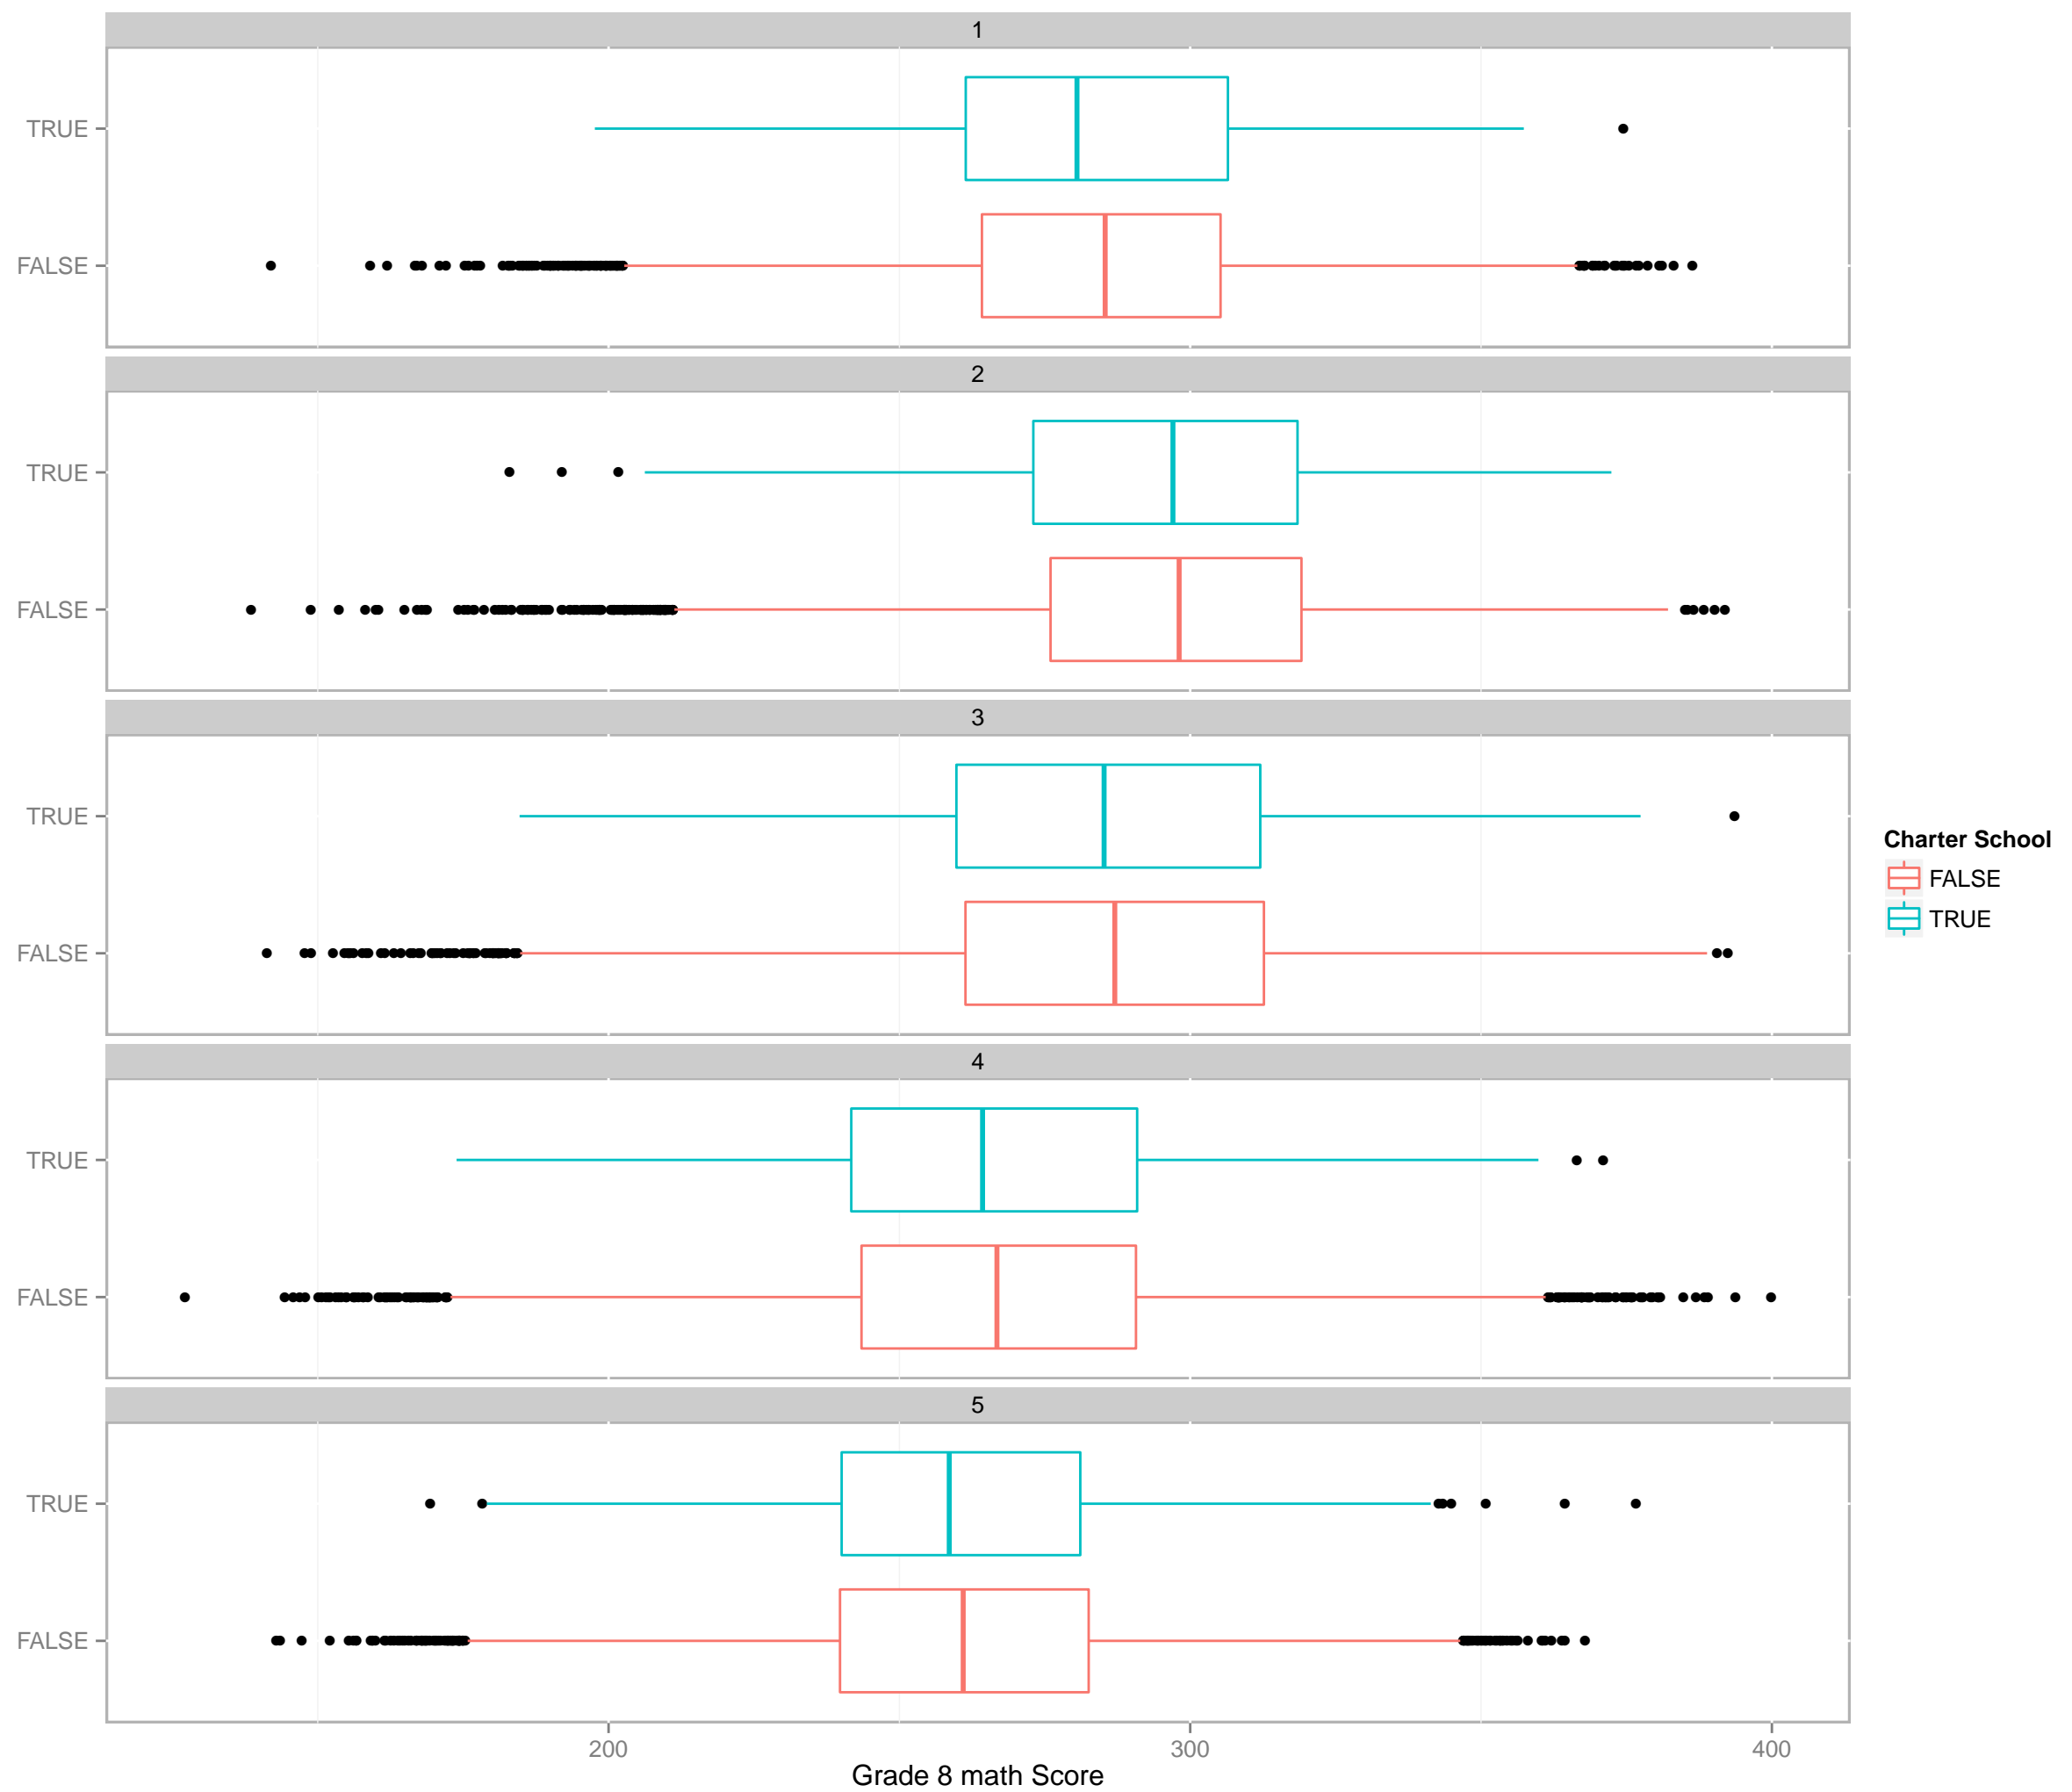 1
TRUE
FALSE
2
TRUE
FALSE
3
TRUE
FALSE
4
TRUE
FALSE
5
TRUE
FALSE
200 300 400
Grade 8 math Score
Charter School
FALSE
TRUE